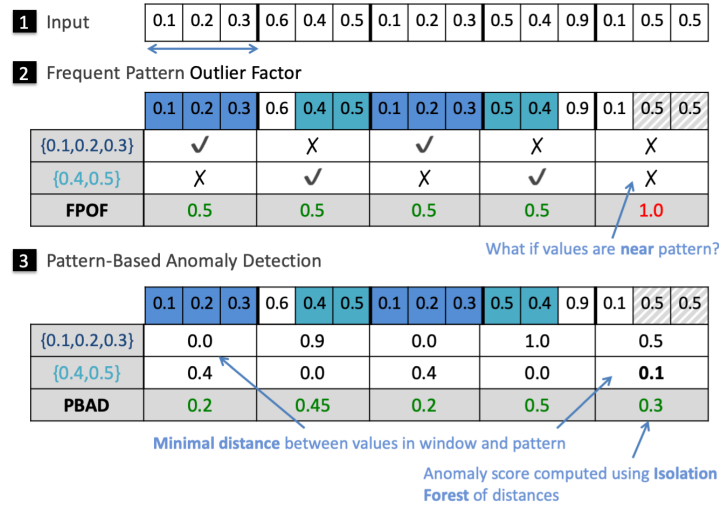 1 Input 0.1 0.2 0.3 0.6 0.4 0.5 0.1 0.2 0.3 0.5 0.4 0.9 0.1 0.5 0.5
2 Frequent Pattern Outlier Factor
0.1 0.2 0.3 0.6 0.4 0.5 0.1 0.2 0.3 0.5 0.4 0.9 0.1 0.5 0.5
{0.1,0.2,0.3} ✓ ✗ ✓ ✗ ✗
{0.4,0.5} ✗ ✓ ✗ ✓ ✗
FPOF 0.5 0.5 0.5 0.5 1.0
What if values are near pattern?
3 Pattern-Based Anomaly Detection
0.1 0.2 0.3 0.6 0.4 0.5 0.1 0.2 0.3 0.5 0.4 0.9 0.1 0.5 0.5
{0.1,0.2,0.3} 0.0 0.9 0.0 1.0 0.5
{0.4,0.5} 0.4 0.0 0.4 0.0 0.1
PBAD 0.2 0.45 0.2 0.5 0.3
Minimal distance between values in window and pattern
Anomaly score computed using Isolation
Forest of distances